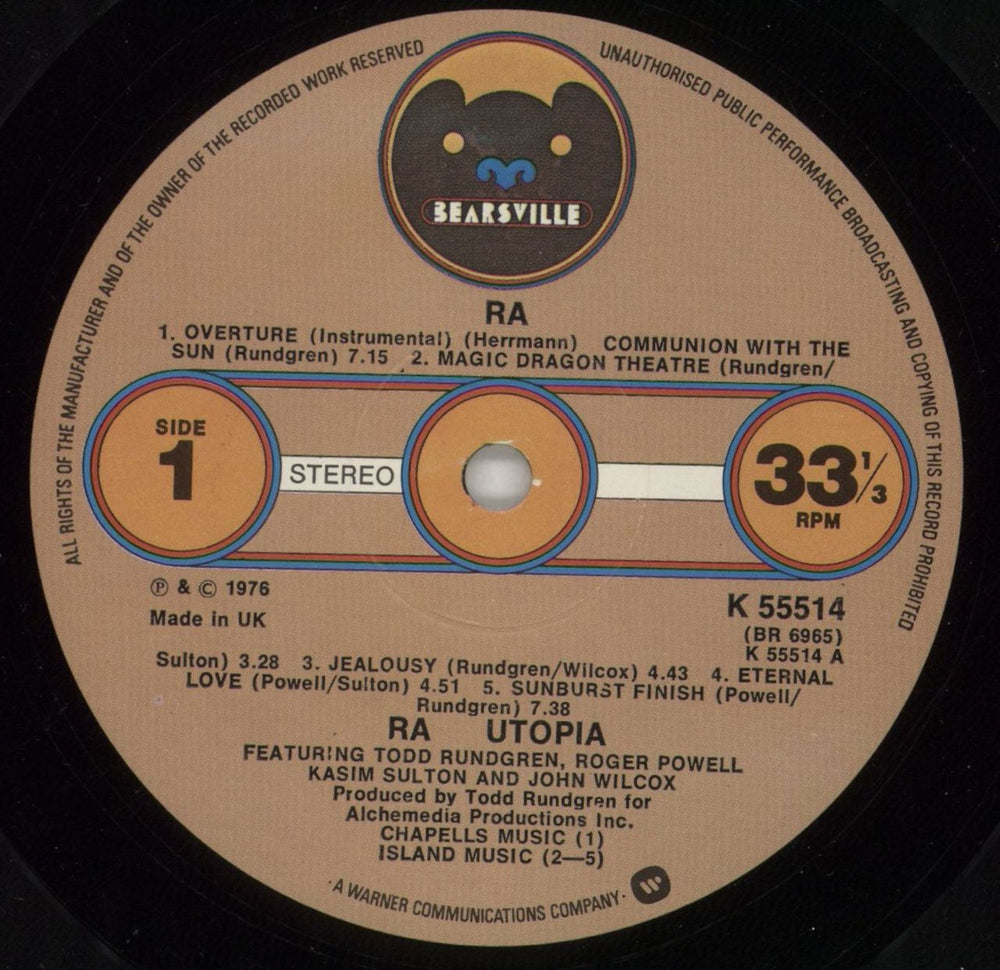 ALL RIGHTS OF THE MANUFACTURER AND OF THE OWNER OF THE RECORDED WORK RESERVED
UNAUTHORISED PUBLIC PERFORMANCE BROADCASTING AND COPYING OF THIS RECORD PROHIBITED
BEARSVILLE
RA
1. OVERTURE (Instrumental) (Herrmann) COMMUNION WITH THE
SUN (Rundgren) 7.15 2. MAGIC DRAGON THEATRE (Rundgren/
SIDE
1
STEREO
33 1/3
RPM
℗ & © 1976
Made in UK
K 55514
(BR 6965)
K 55514 A
Sulton) 3.28 3. JEALOUSY (Rundgren/Wilcox) 4.43 4. ETERNAL
LOVE (Powell/Sulton) 4.51 5. SUNBURST FINISH (Powell/
Rundgren) 7.38
RA UTOPIA
FEATURING TODD RUNDGREN, ROGER POWELL
KASIM SULTON AND JOHN WILCOX
Produced by Todd Rundgren for
Alchemedia Productions Inc.
CHAPELLS MUSIC (1)
ISLAND MUSIC (2—5)
·A WARNER COMMUNICATIONS COMPANY·